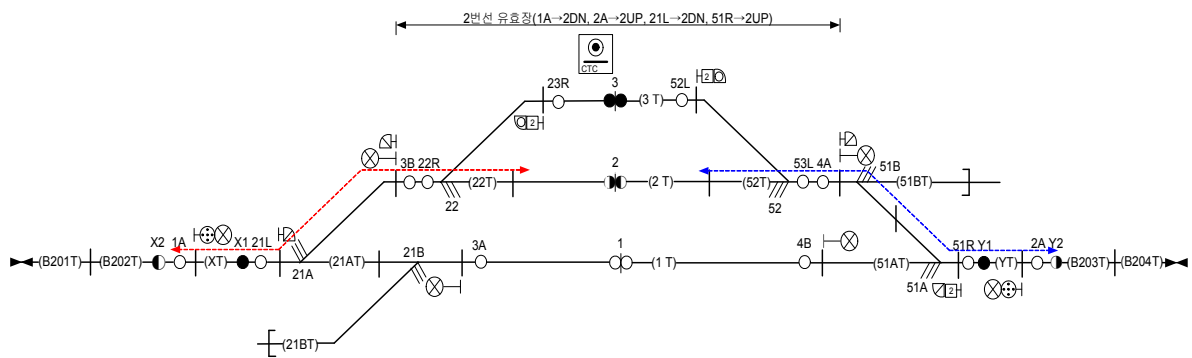 2번선 유효장(1A→2DN, 2A→2UP, 21L→2DN, 51R→2UP)
CTC
23R
3
(3 T)
52L
2
2
3B 22R
(22T)
22
2
(2 T)
(52T)
52
53L 4A
51B
(51BT)
(B201T)
(B202T)
X2 1A
(XT)
X1 21L
21A
(21AT)
21B
3A
1
(1 T)
4B
(51AT)
51A
51R Y1
2
(YT)
2A Y2
(B203T)
(B204T)
(21BT)